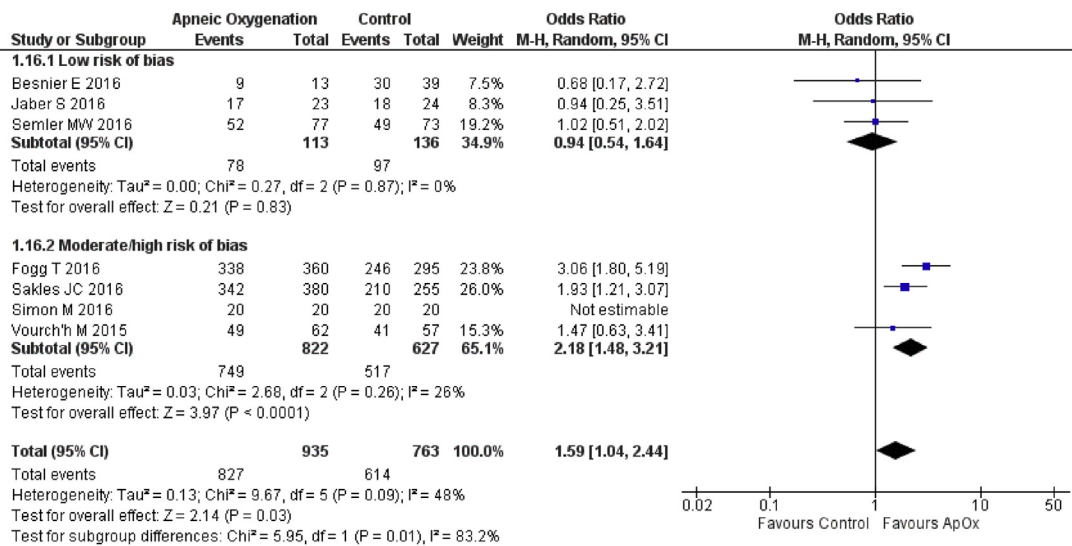 Apneic Oxygenation Control Odds Ratio Odds Ratio
Study or Subgroup Events Total Events Total Weight M-H, Random, 95% CI M-H, Random, 95% CI
1.16.1 Low risk of bias
Besnier E 2016 9 13 30 39 7.5% 0.68 [0.17, 2.72]
Jaber S 2016 17 23 18 24 8.3% 0.94 [0.25, 3.51]
Semler MW 2016 52 77 49 73 19.2% 1.02 [0.51, 2.02]
Subtotal (95% CI) 113 136 34.9% 0.94 [0.54, 1.64]
Total events 78 97
Heterogeneity: Tau² = 0.00; Chi² = 0.27, df = 2 (P = 0.87); I² = 0%
Test for overall effect: Z = 0.21 (P = 0.83)
1.16.2 Moderate/high risk of bias
Fogg T 2016 338 360 246 295 23.8% 3.06 [1.80, 5.19]
Sakles JC 2016 342 380 210 255 26.0% 1.93 [1.21, 3.07]
Simon M 2016 20 20 20 20 Not estimable
Vourc'h M 2015 49 62 41 57 15.3% 1.47 [0.63, 3.41]
Subtotal (95% CI) 822 627 65.1% 2.18 [1.48, 3.21]
Total events 749 517
Heterogeneity: Tau² = 0.03; Chi² = 2.68, df = 2 (P = 0.26); I² = 26%
Test for overall effect: Z = 3.97 (P < 0.0001)
Total (95% CI) 935 763 100.0% 1.59 [1.04, 2.44]
Total events 827 614
Heterogeneity: Tau² = 0.13; Chi² = 9.67, df = 5 (P = 0.09); I² = 48%
Test for overall effect: Z = 2.14 (P = 0.03)
Test for subgroup differences: Chi² = 5.95, df = 1 (P = 0.01), I² = 83.2%
0.02 0.1 1 10 50
Favours Control Favours ApOx